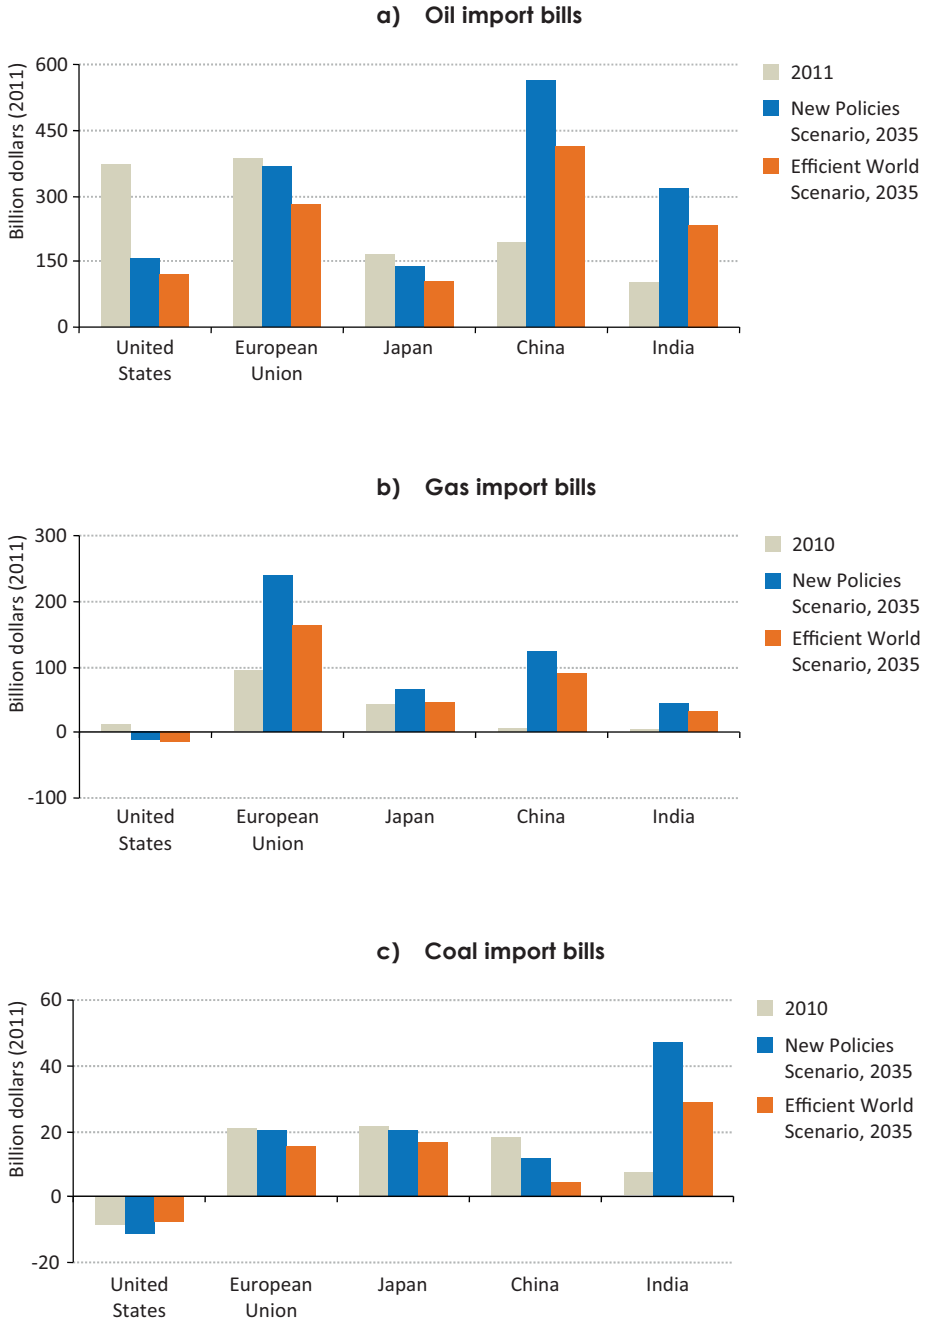 a) Oil import bills
Billion dollars (2011)
600
450
300
150
0
United
States
European
Union
Japan
China
India
2011
New Policies
Scenario, 2035
Efficient World
Scenario, 2035
b) Gas import bills
Billion dollars (2011)
300
200
100
0
-100
United
States
European
Union
Japan
China
India
2010
New Policies
Scenario, 2035
Efficient World
Scenario, 2035
c) Coal import bills
Billion dollars (2011)
60
40
20
0
-20
United
States
European
Union
Japan
China
India
2010
New Policies
Scenario, 2035
Efficient World
Scenario, 2035